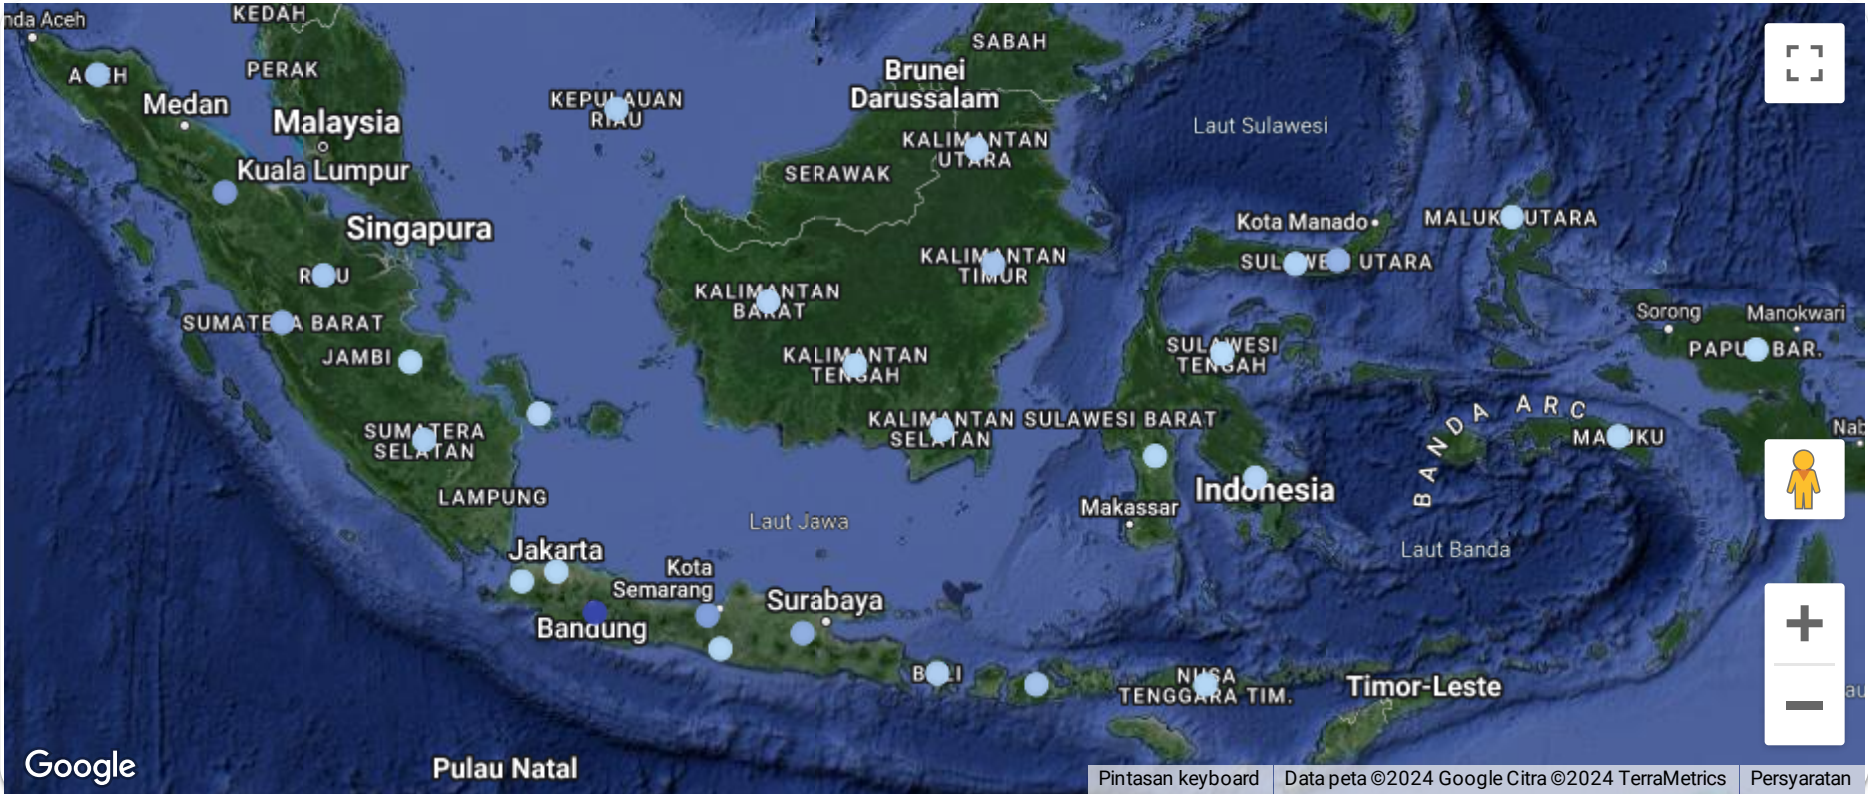 nda Aceh
KEDAH
SABAH
PERAK
Brunei
Darussalam
Medan
KEPULAUAN
RIAU
Malaysia
Laut Sulawesi
KALIMANTAN
UTARA
Kuala Lumpur
SERAWAK
Singapura
Kota Manado
MALUKU UTARA
KALIMANTAN
TIMUR
SULAWESI UTARA
RIAU
KALIMANTAN
BARAT
Sorong
Manokwari
SUMATERA BARAT
JAMBI
KALIMANTAN
TENGAH
SULAWESI
TENGAH
PAPUA BAR.
BANDA ARC
KALIMANTAN
SELATAN
SULAWESI BARAT
SUMATERA
SELATAN
MALUKU
Nab
LAMPUNG
Indonesia
Makassar
Laut Jawa
Jakarta
Laut Banda
Kota
Semarang
Surabaya
Bandung
BALI
NUSA
TENGGARA TIM.
Timor-Leste
au
Pulau Natal
Google
Pintasan keyboard
Data peta ©2024 Google Citra ©2024 TerraMetrics
Persyaratan